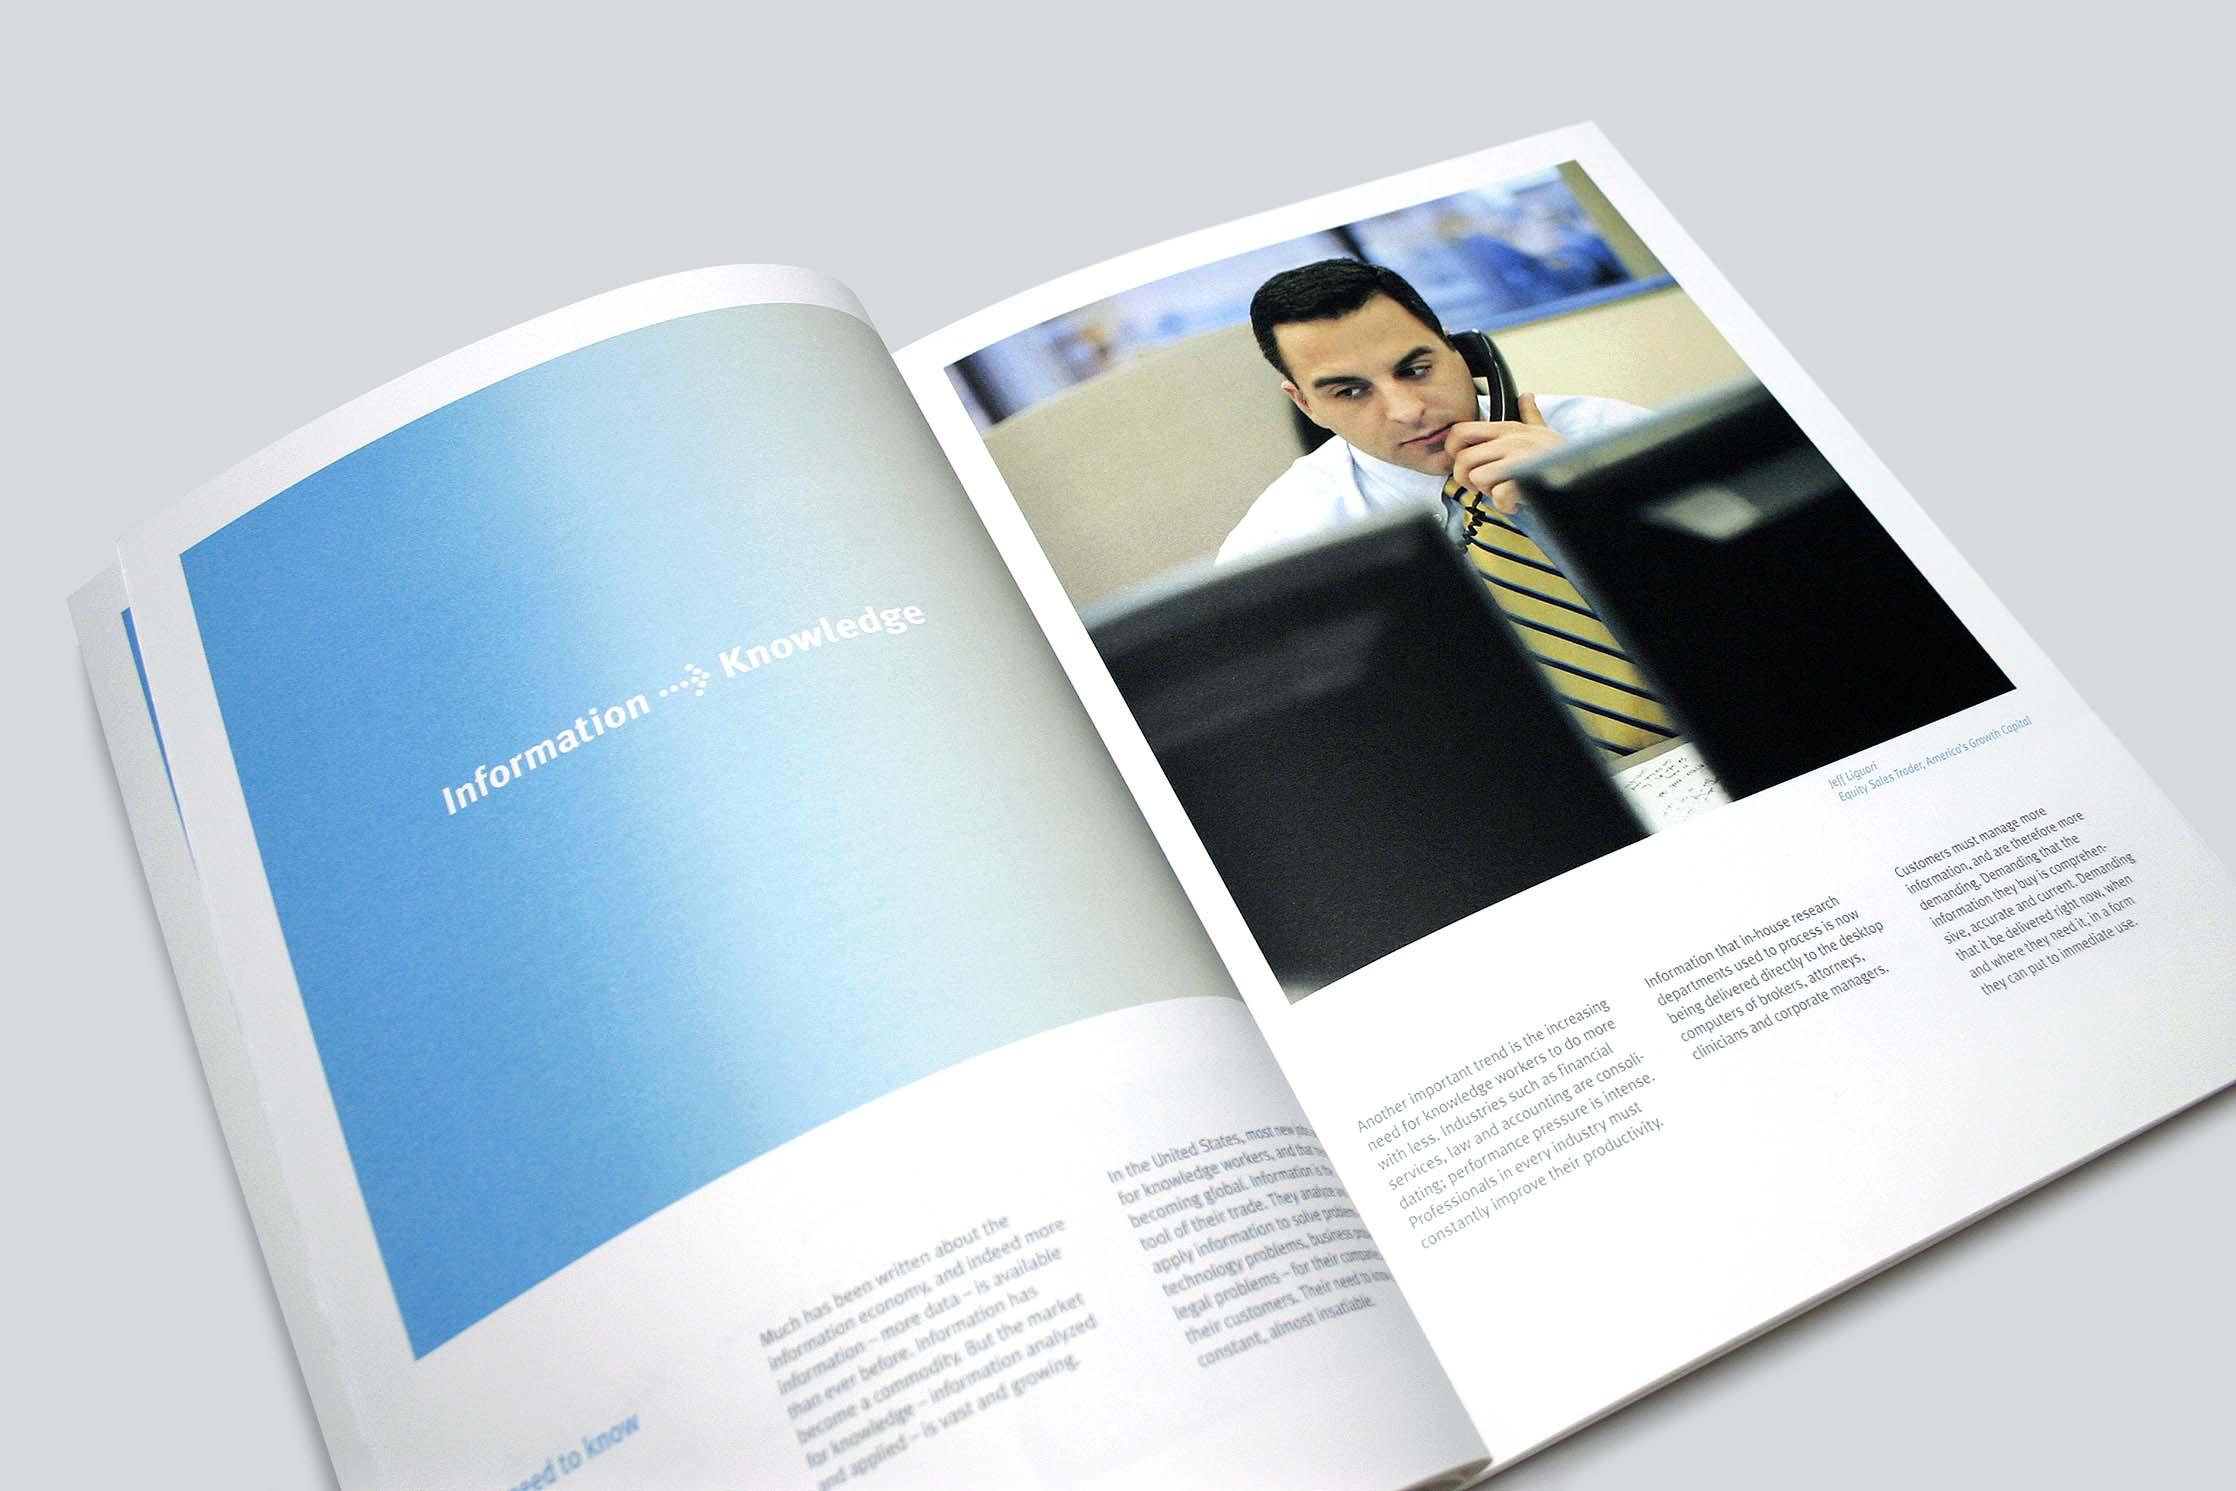 Information Knowledge
need to know
Much has been written about the
information economy, and indeed more
information – more data – is available
than ever before. Information has
become a commodity. But the market
for knowledge – information analyzed
and applied – is vast and growing.
In the United States, most new
for knowledge workers, and
becoming global. Information is the
tool of their trade. They analyze
apply information to solve
technology problems, business
legal problems – for their
their customers. Their need to
constant, almost insatiable.
Jeff Liguori
Equity Sales Trader, America's Growth Capital
Another important trend is the increasing
need for knowledge workers to do more
with less. Industries such as financial
services, law and accounting are consoli-
dating; performance pressure is intense.
Professionals in every industry must
constantly improve their productivity.
Information that in-house research
departments used to process is now
being delivered directly to the desktop
computers of brokers, attorneys,
clinicians and corporate managers.
Customers must manage more
information, and are therefore more
demanding. Demanding that the
information they buy is comprehen-
sive, accurate and current. Demanding
that it be delivered right now, when
and where they need it, in a form
they can put to immediate use.